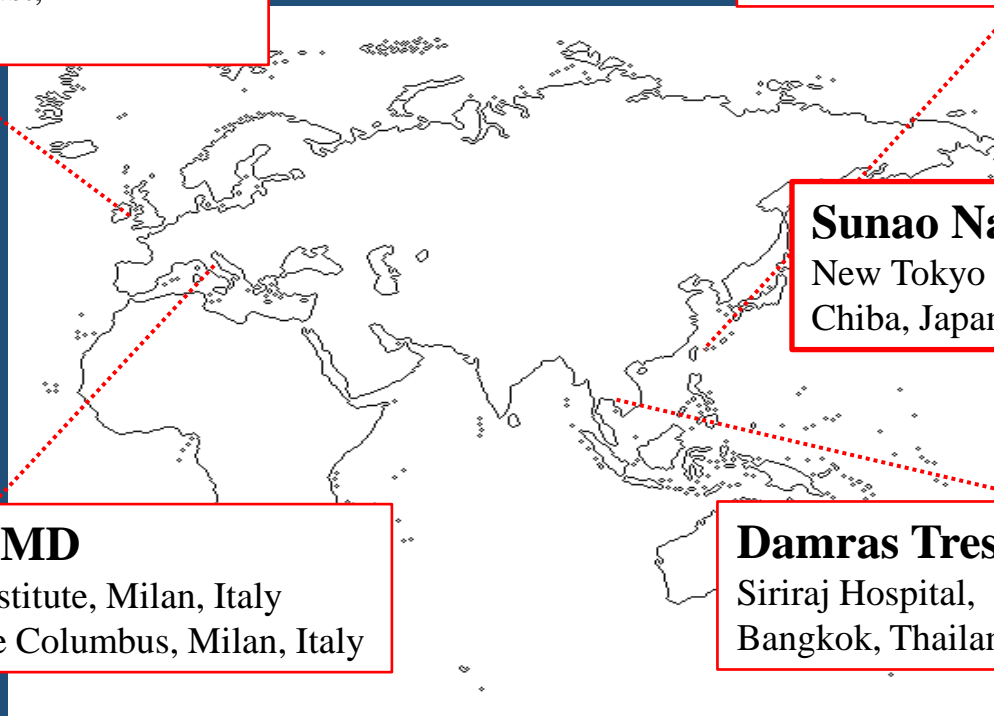 Sunao Na
New Tokyo
Chiba, Japan
MD
stitute, Milan, Italy
e Columbus, Milan, Italy
Damras Tres
Siriraj Hospital,
Bangkok, Thailan